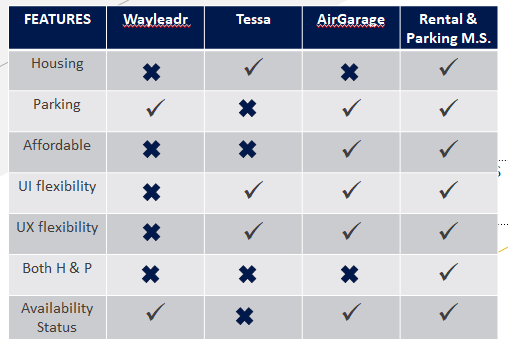 FEATURES Wayleadr Tessa AirGarage Rental &
Parking M.S.
Housing ✖ ✓ ✖ ✓
Parking ✓ ✖ ✓ ✓
Affordable ✖ ✖ ✓ ✓
UI flexibility ✖ ✓ ✓ ✓
UX flexibility ✖ ✓ ✓ ✓
Both H & P ✖ ✖ ✖ ✓
Availability
Status ✓ ✖ ✓ ✓